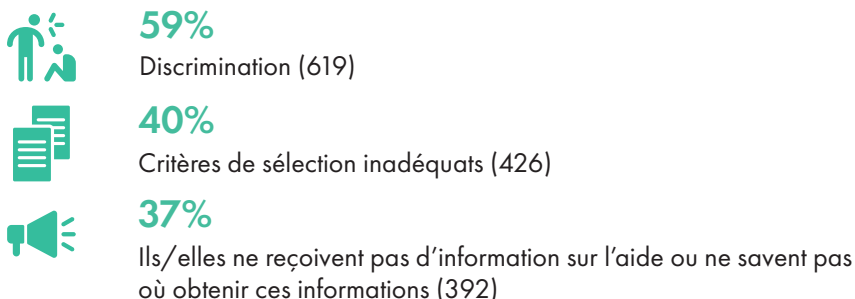 59%
Discrimination (619)
40%
Critères de sélection inadéquats (426)
37%
Ils/elles ne reçoivent pas d’information sur l’aide ou ne savent pas
où obtenir ces informations (392)